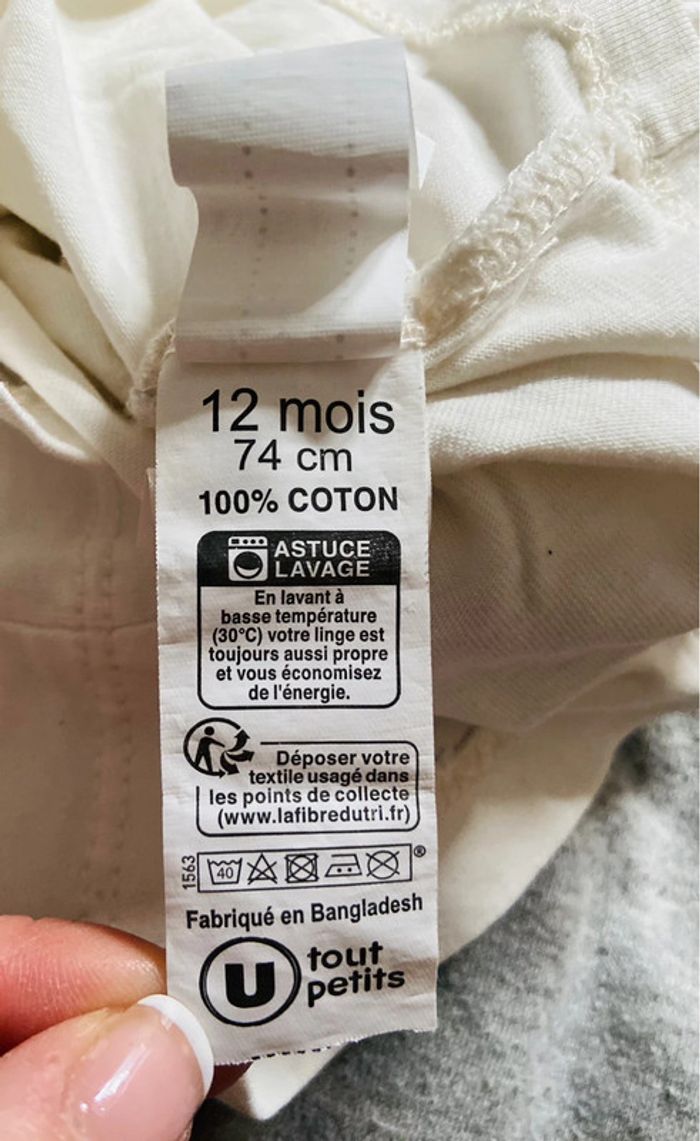 12 mois
74 cm
100% COTON
ASTUCE
LAVAGE
En lavant à
basse température
(30°C) votre linge est
toujours aussi propre
et vous économisez
de l'énergie.
Déposer votre
textile usagé dans
les points de collecte
(www.lafibredutri.fr)
1563
40
®
Fabriqué en Bangladesh
U tout
petits